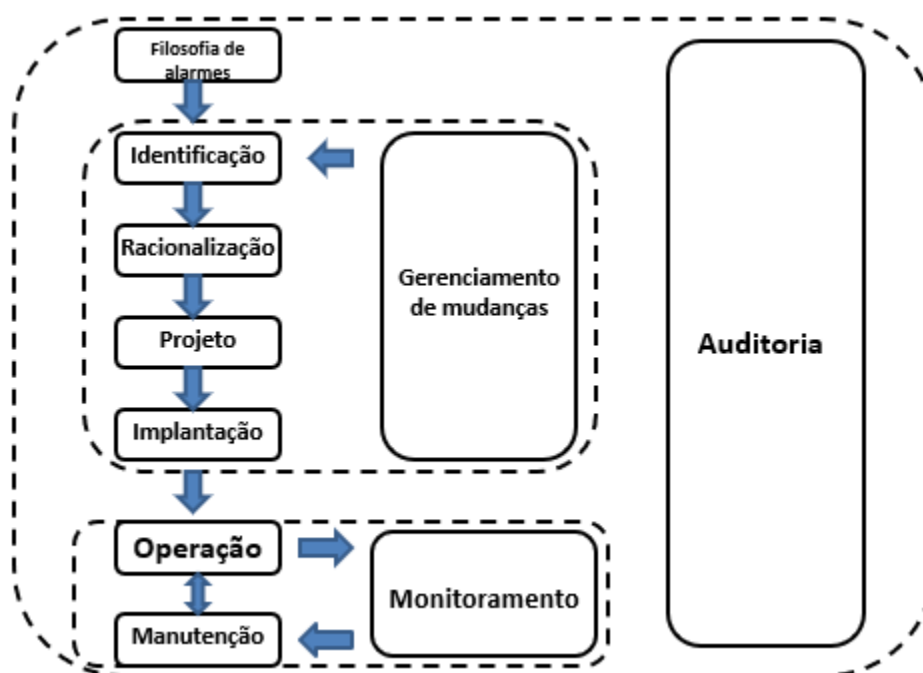 Filosofia de
alarmes
Identificação
Racionalização
Projeto
Implantação
Gerenciamento
de mudanças
Operação
Manutenção
Monitoramento
Auditoria